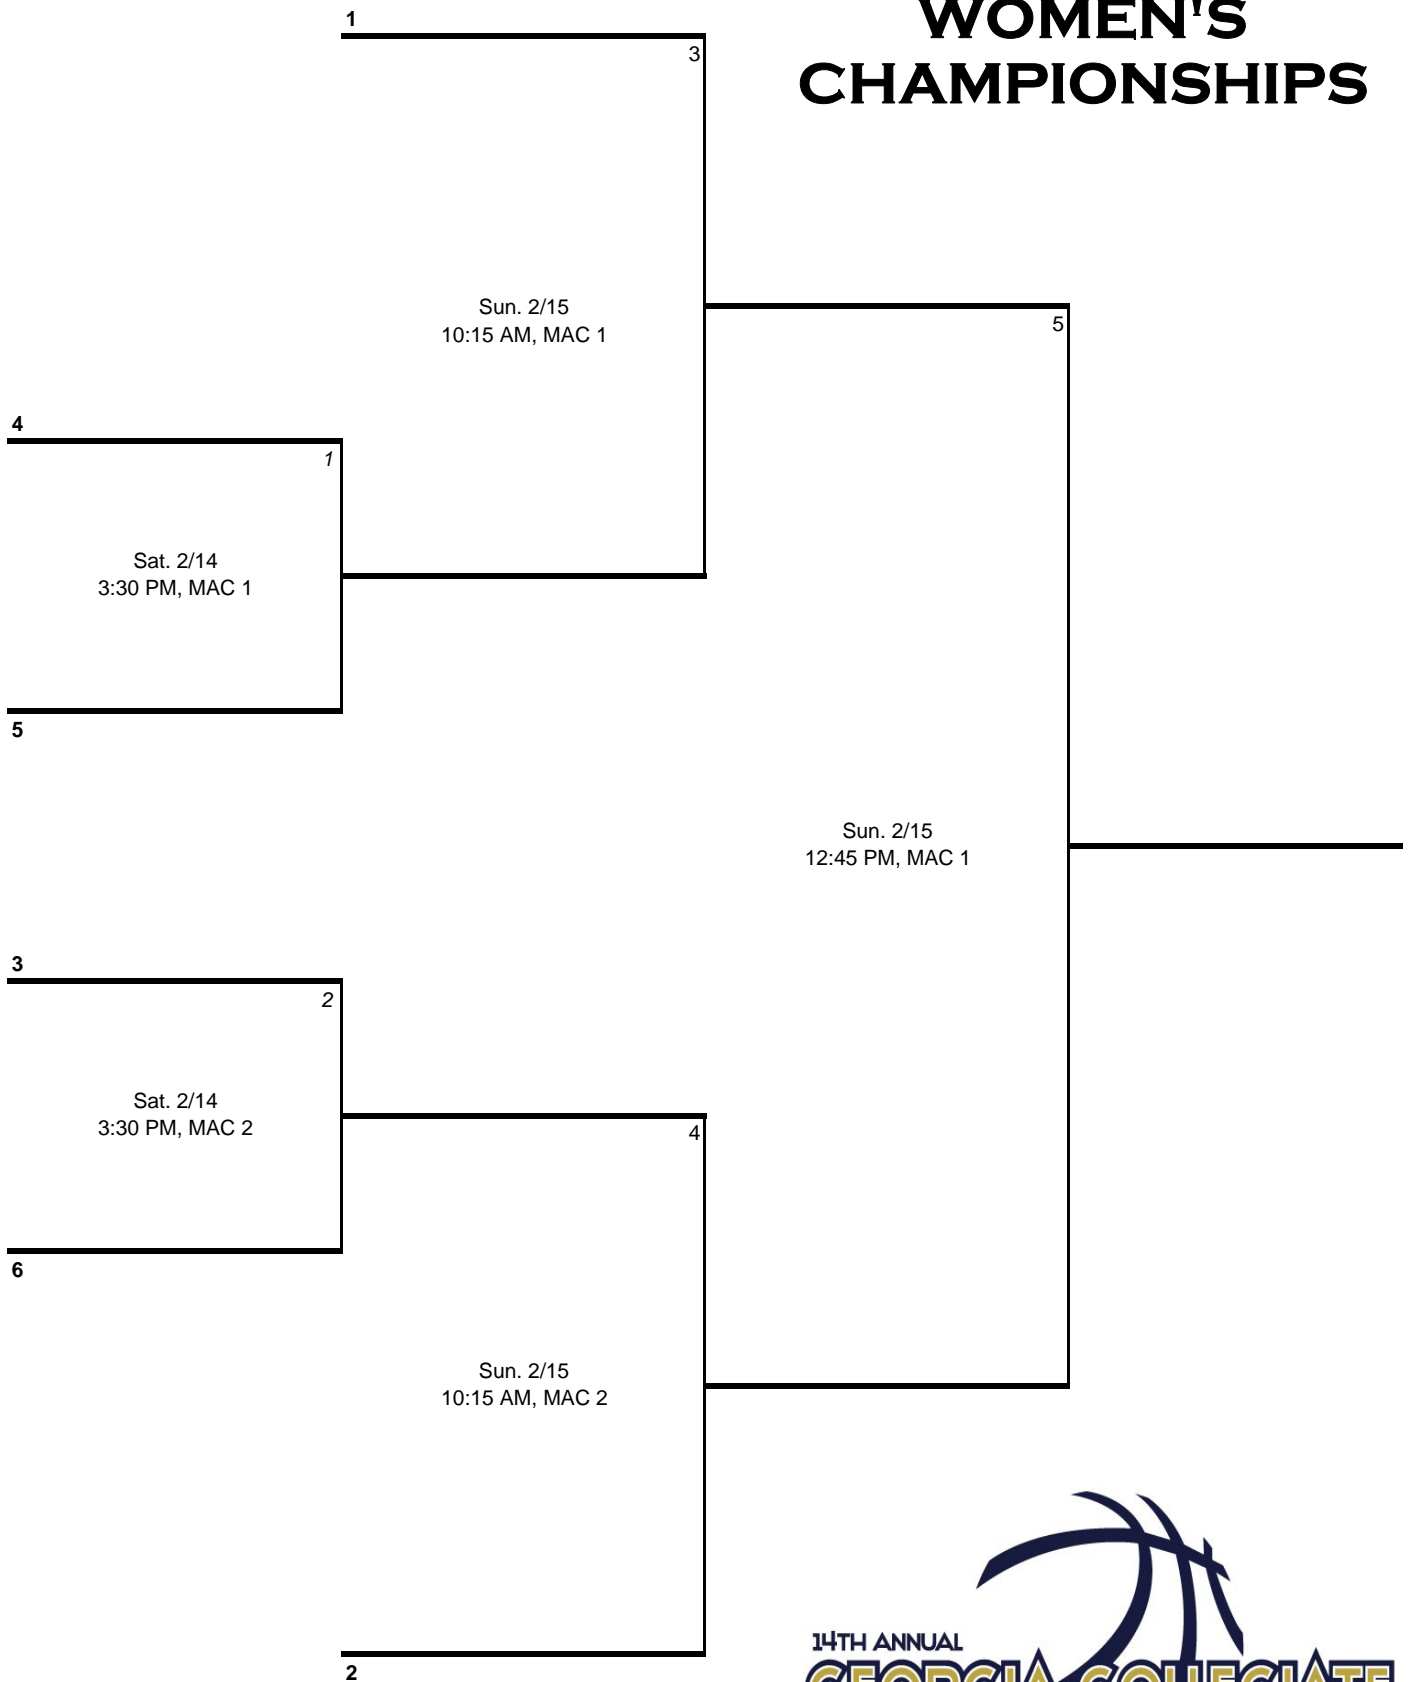 WOMEN'S
CHAMPIONSHIPS
1
3
Sun. 2/15
10:15 AM, MAC 1
5
4
1
Sat. 2/14
3:30 PM, MAC 1
5
Sun. 2/15
12:45 PM, MAC 1
3
2
Sat. 2/14
3:30 PM, MAC 2
4
6
Sun. 2/15
10:15 AM, MAC 2
2
14TH ANNUAL
GEORGIA COLLEGIATE